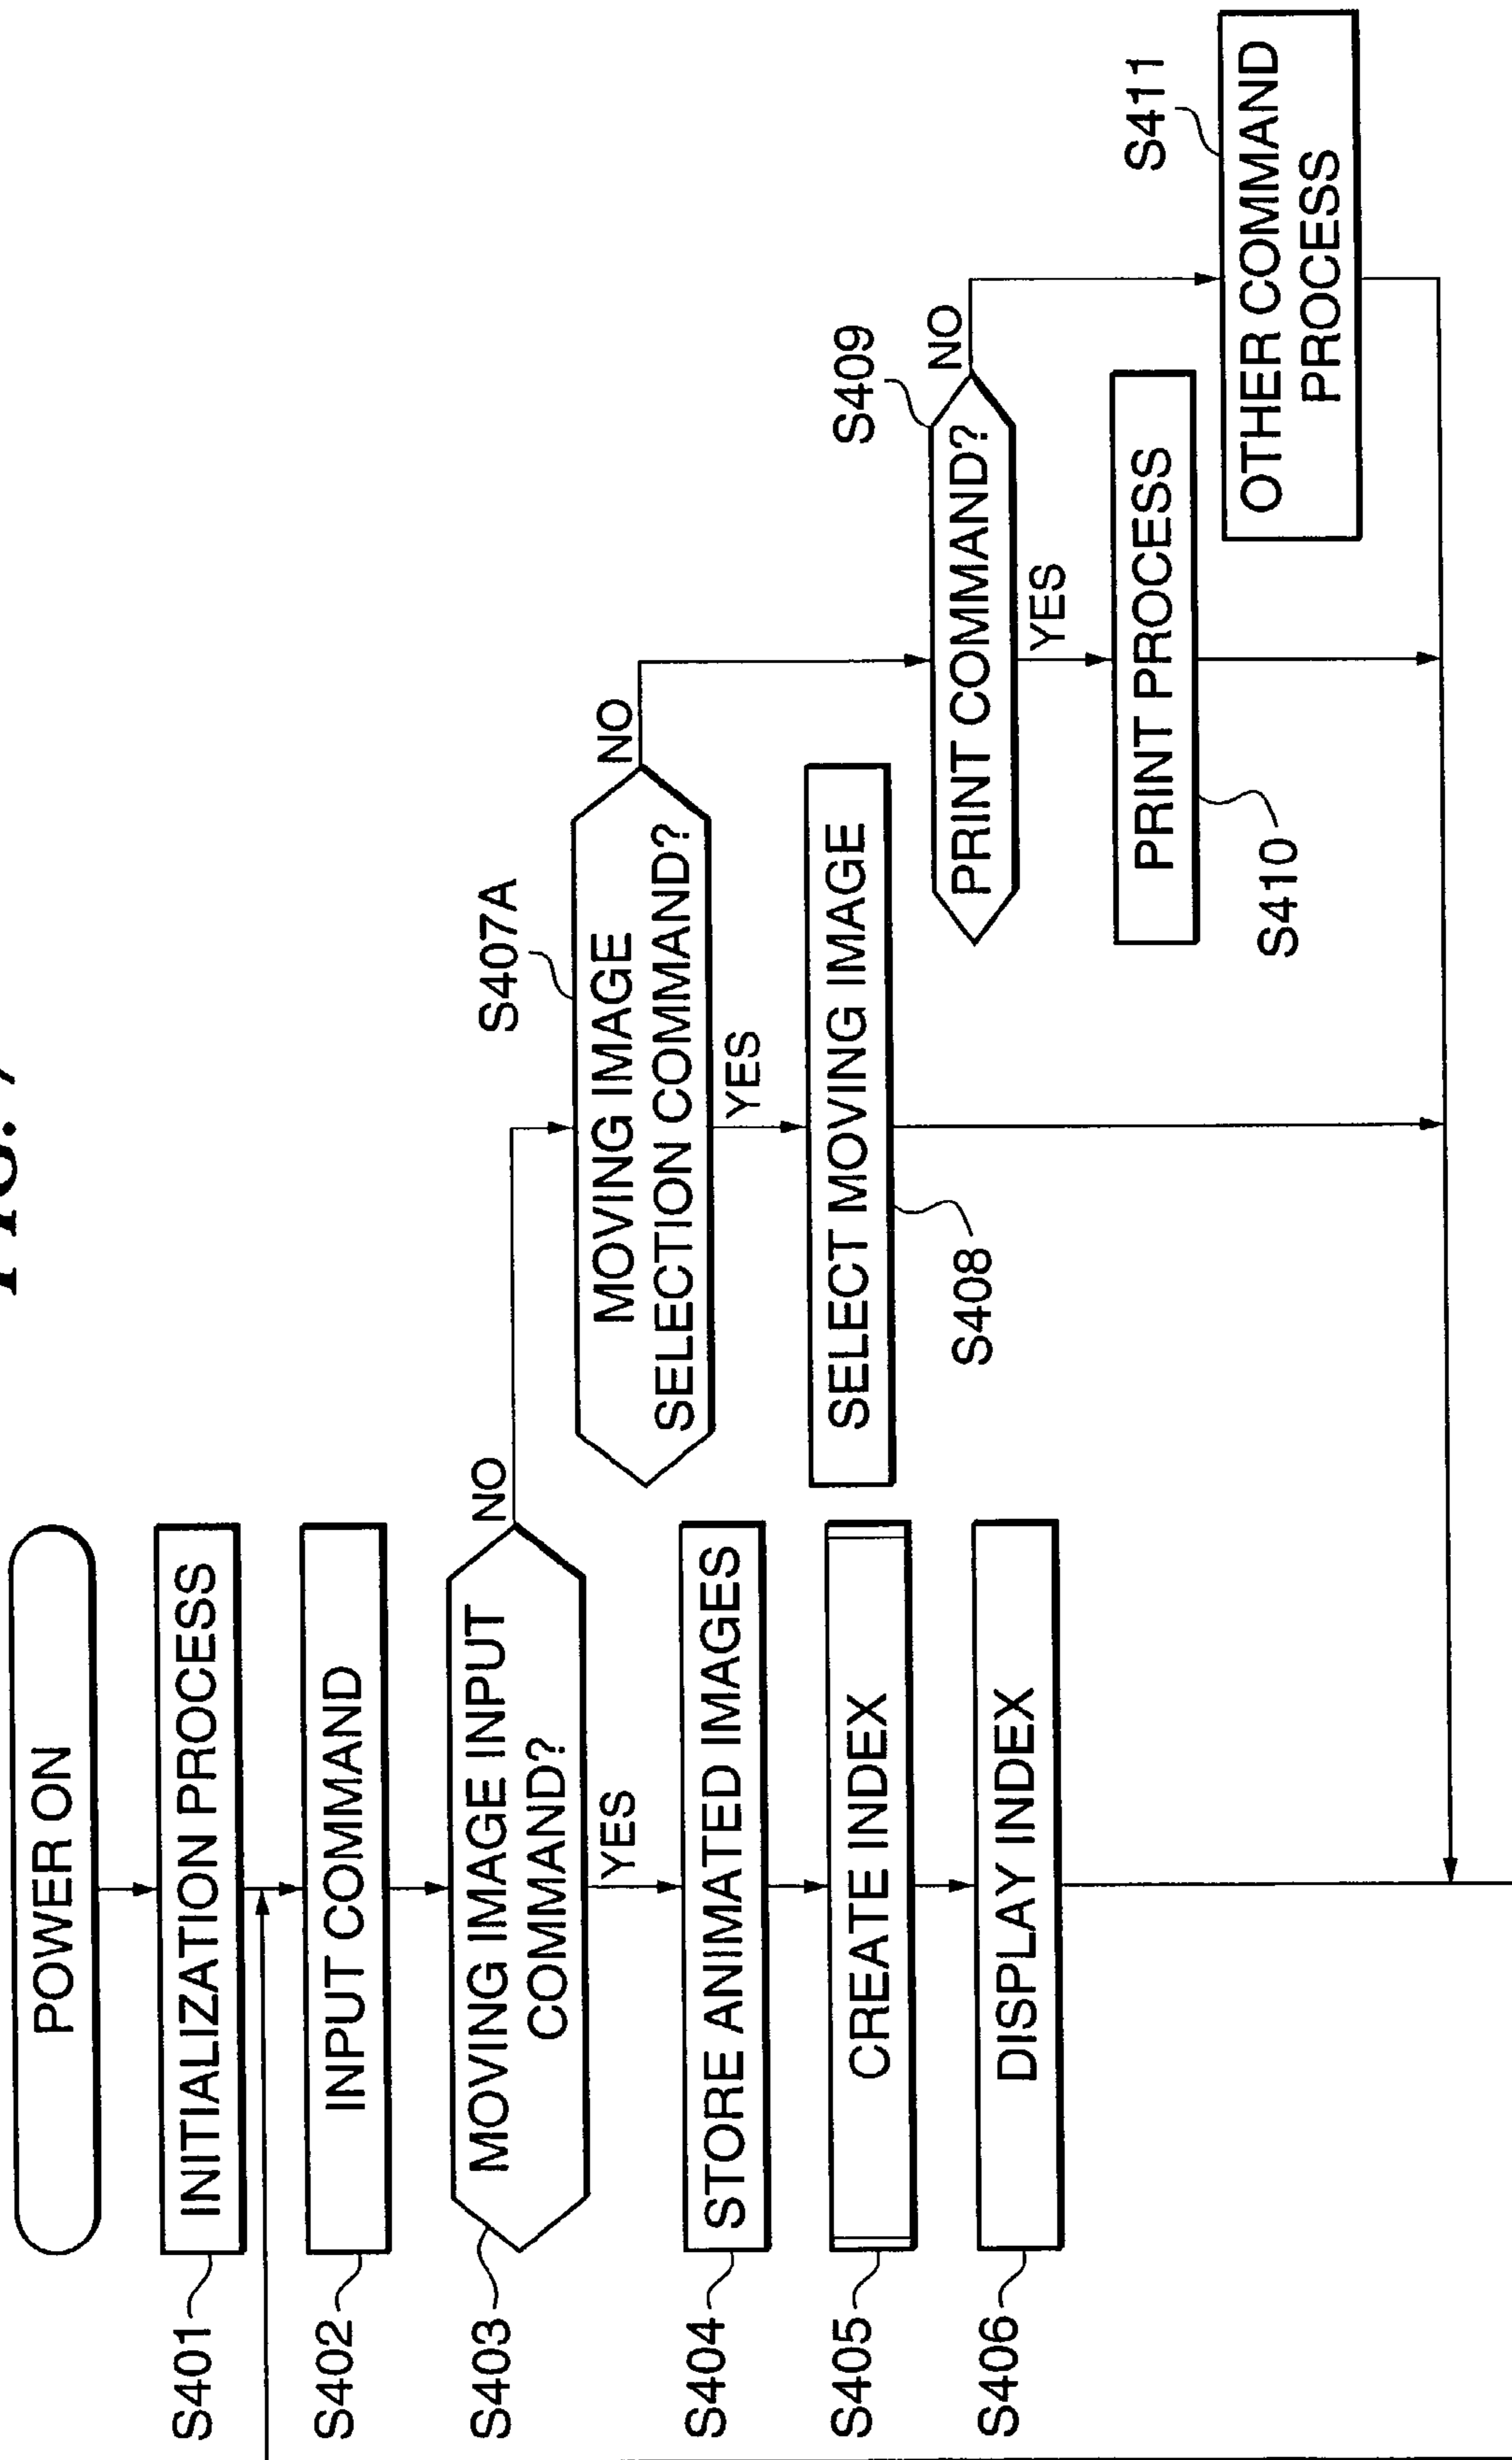 POWER ON
S401
INITIALIZATION PROCESS
S402
INPUT COMMAND
S403
MOVING IMAGE INPUT
COMMAND?
NO
YES
S404
STORE ANIMATED IMAGES
S405
CREATE INDEX
S406
DISPLAY INDEX
S407A
MOVING IMAGE
SELECTION COMMAND?
NO
YES
SELECT MOVING IMAGE
S408
S409
PRINT COMMAND?
NO
YES
PRINT PROCESS
S410
S411
OTHER COMMAND
PROCESS